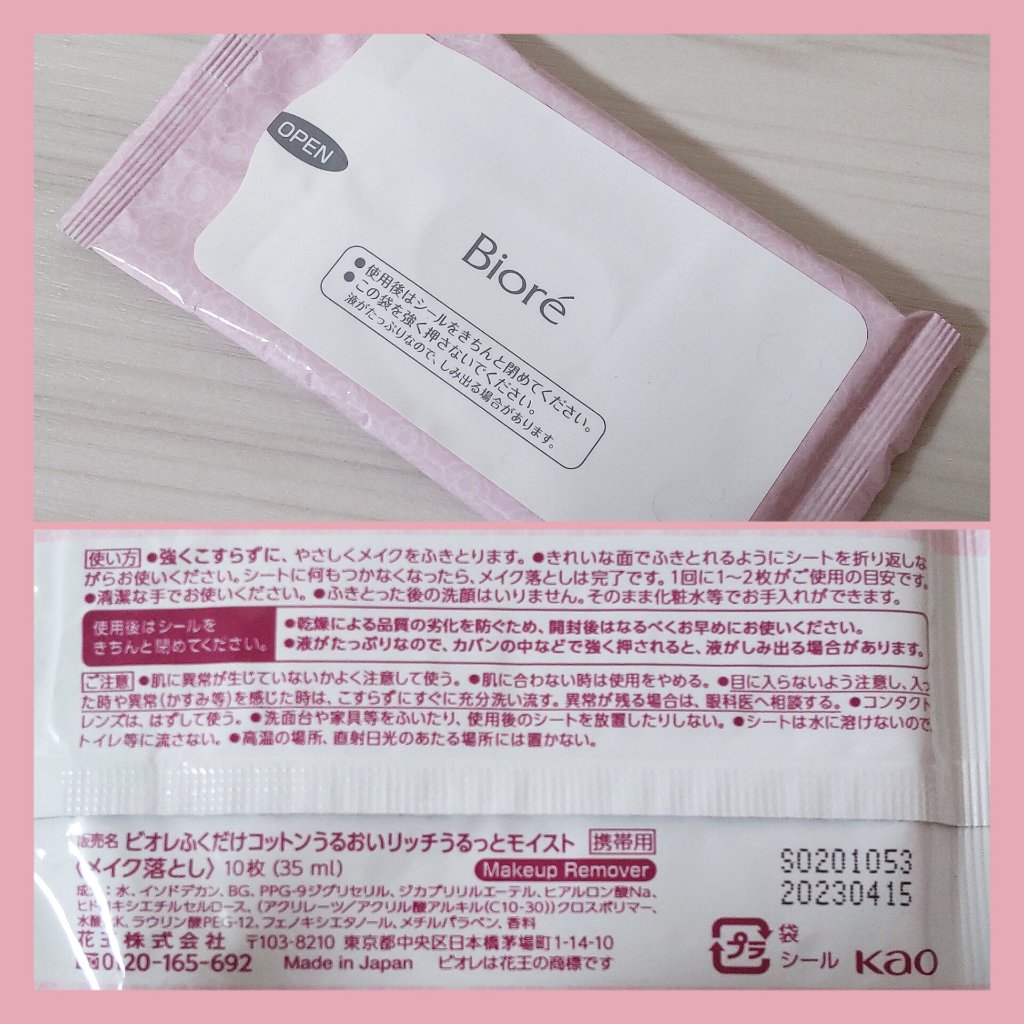 OPEN
Bioré
●使用後はシールをきちんと閉めてください。
●この袋を強く押さないでください。
液がたっぷりなので、しみ出る場合があります。
使い方 ●強くこすらずに、やさしくメイクをふきとります。●きれいな面でふきとれるようにシートを折り返しな
がらお使いください。シートに何もつかなくなったら、メイク落としは完了です。1回に1〜2枚がご使用の目安です。
●清潔な手でお使いください。●ふきとった後の洗顔はいりません。そのまま化粧水等でお手入れができます。
使用後はシールを
きちんと閉めてください。
●乾燥による品質の劣化を防ぐため、開封後はなるべくお早めにお使いください。
●液がたっぷりなので、カバンの中などで強く押されると、液がしみ出る場合があります。
ご注意 ●肌に異常が生じていないかよく注意して使う。●肌に合わない時は使用をやめる。●目に入らないよう注意し、入っ
た時や異常(かすみ等)を感じた時は、こすらずにすぐに充分洗い流す。異常が残る場合は、眼科医へ相談する。●コンタクト
レンズは、はずして使う。●洗面台や家具等をふいたり、使用後のシートを放置したりしない。●シートは水に溶けないので、
トイレ等に流さない。●高温の場所、直射日光のあたる場所には置かない。
販売名 ビオレふくだけコットンうるおいリッチうるっとモイスト 携帯用
〈メイク落とし〉10枚(35 ml) Makeup Remover
成分:水、イソドデカン、BG、PPG-9ジグリセリル、ジカプリリルエーテル、ヒアルロン酸Na、
ヒドロキシエチルセルロース、(アクリレーツ/アクリル酸アルキル(C10-30))クロスポリマー、
水酸化K、ラウリン酸PEG-12、フェノキシエタノール、メチルパラベン、香料
花王株式会社 〒103-8210 東京都中央区日本橋茅場町1-14-10
0120-165-692 Made in Japan ビオレは花王の商標です
S0201053
20230415
プラ
袋
シール
Kao